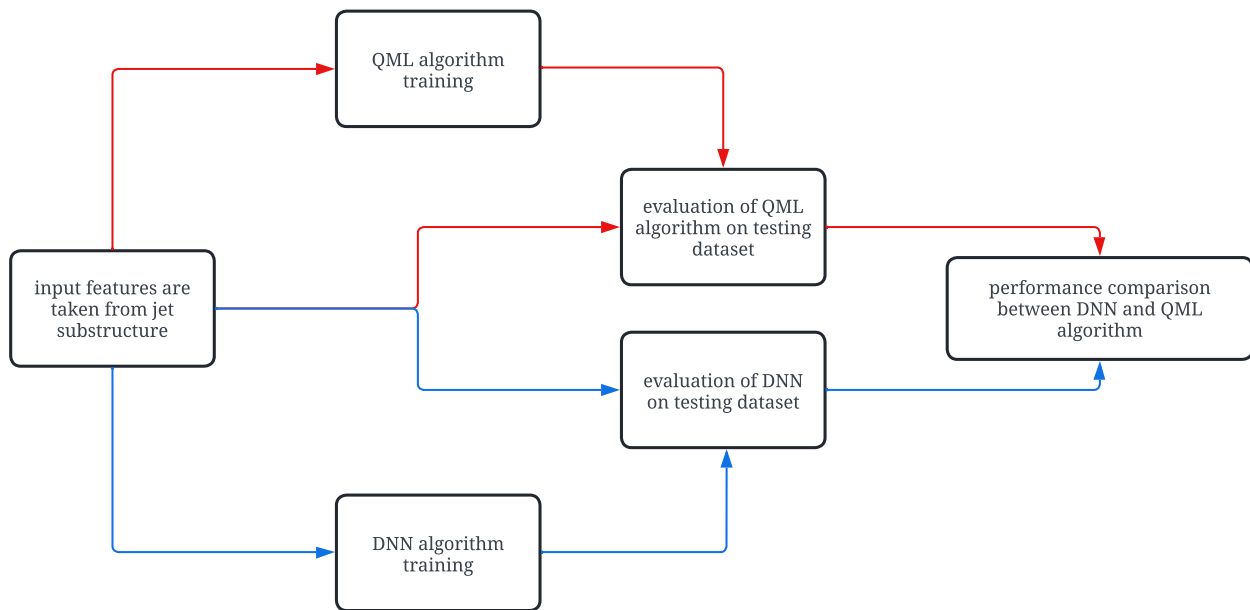 QML algorithm
training
evaluation of QML
algorithm on testing
dataset
input features are
taken from jet
substructure
performance comparison
between DNN and QML
algorithm
evaluation of DNN
on testing dataset
DNN algorithm
training